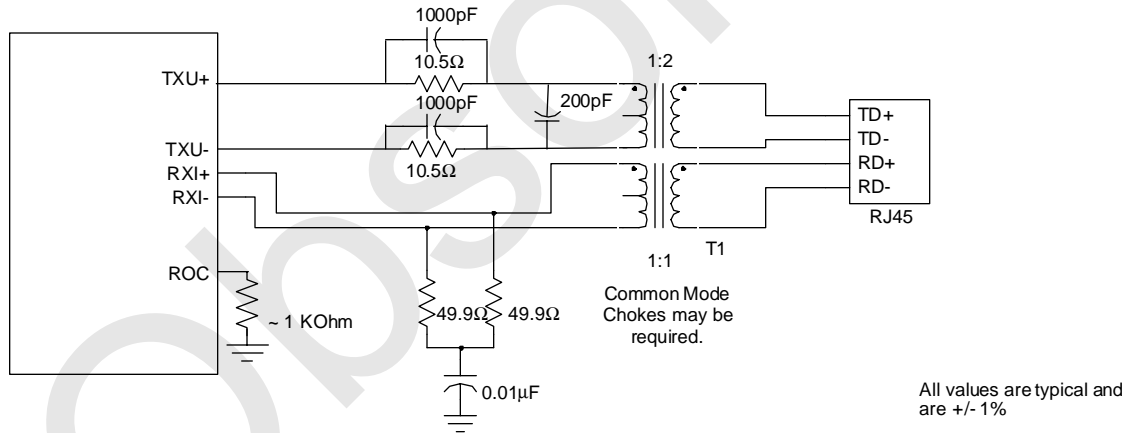 1000pF
10.5Ω
1:2
TXU+
1000pF
200pF
TD+
TD-
TXU-
10.5Ω
RXI+
RXI-
RD+
RD-
RJ45
T1
1:1
ROC
Common Mode
Chokes may be
required.
~ 1 KOhm
49.9Ω
49.9Ω
0.01μF
All values are typical and
are +/- 1%